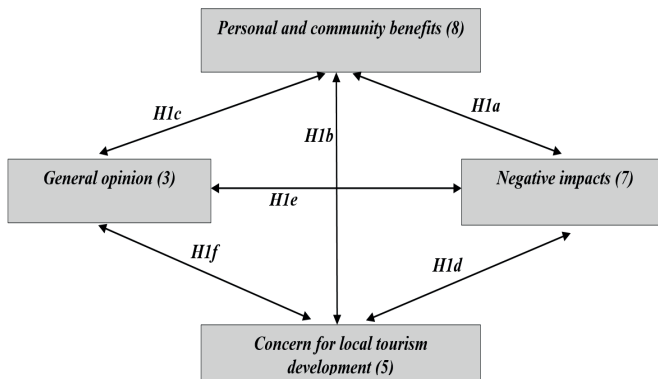 Personal and community benefits (8)
H1c
H1a
H1b
General opinion (3)
Negative impacts (7)
H1e
H1f
H1d
Concern for local tourism
development (5)